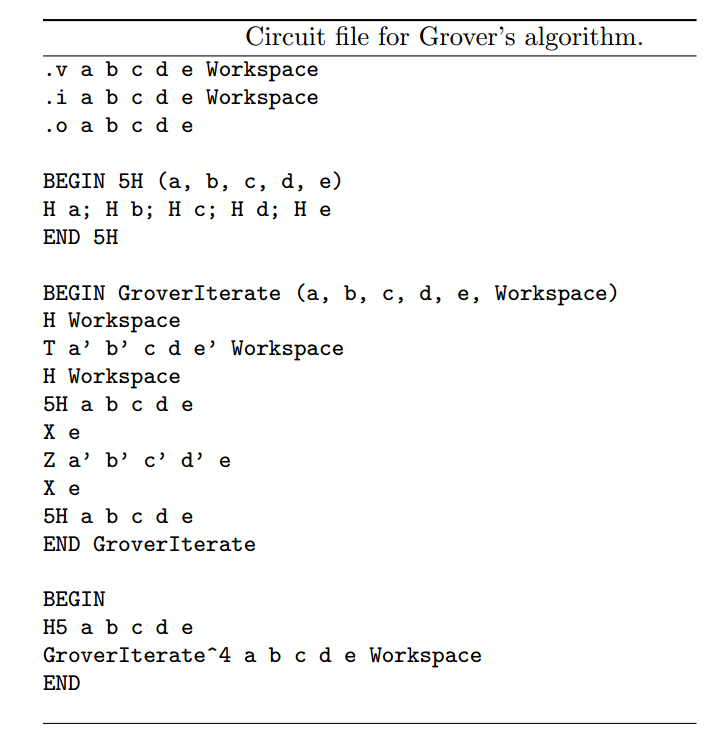 Circuit file for Grover's algorithm.
.v a b c d e Workspace
.i a b c d e Workspace
.o a b c d e
BEGIN 5H (a, b, c, d, e)
H a; H b; H c; H d; H e
END 5H
BEGIN GroverIterate (a, b, c, d, e, Workspace)
H Workspace
T a’ b’ c d e’ Workspace
H Workspace
5H a b c d e
X e
Z a’ b’ c’ d’ e
X e
5H a b c d e
END GroverIterate
BEGIN
H5 a b c d e
GroverIterate^4 a b c d e Workspace
END